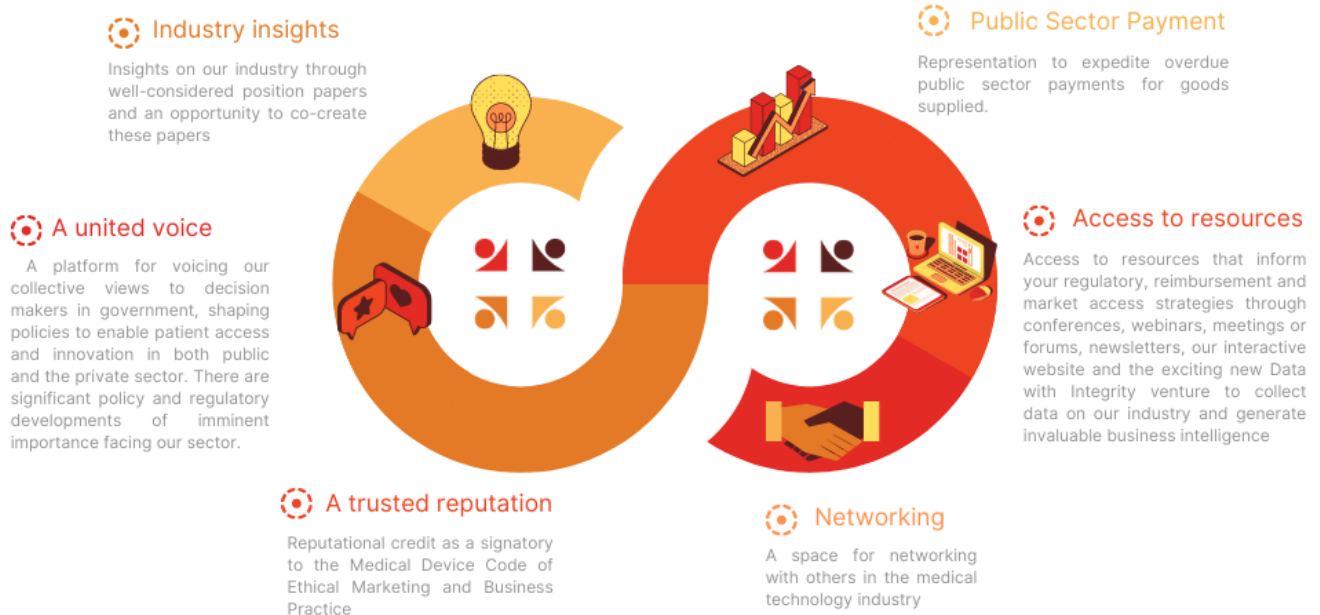 Industry insights
Insights on our industry through
well-considered position papers
and an opportunity to co-create
these papers
Public Sector Payment
Representation to expedite overdue
public sector payments for goods
supplied.
A united voice
A platform for voicing our
collective views to decision
makers in government, shaping
policies to enable patient access
and innovation in both public
and the private sector. There are
significant policy and regulatory
developments of imminent
importance facing our sector.
Access to resources
Access to resources that inform
your regulatory, reimbursement and
market access strategies through
conferences, webinars, meetings or
forums, newsletters, our interactive
website and the exciting new Data
with Integrity venture to collect
data on our industry and generate
invaluable business intelligence
A trusted reputation
Reputational credit as a signatory
to the Medical Device Code of
Ethical Marketing and Business
Practice
Networking
A space for networking
with others in the medical
technology industry